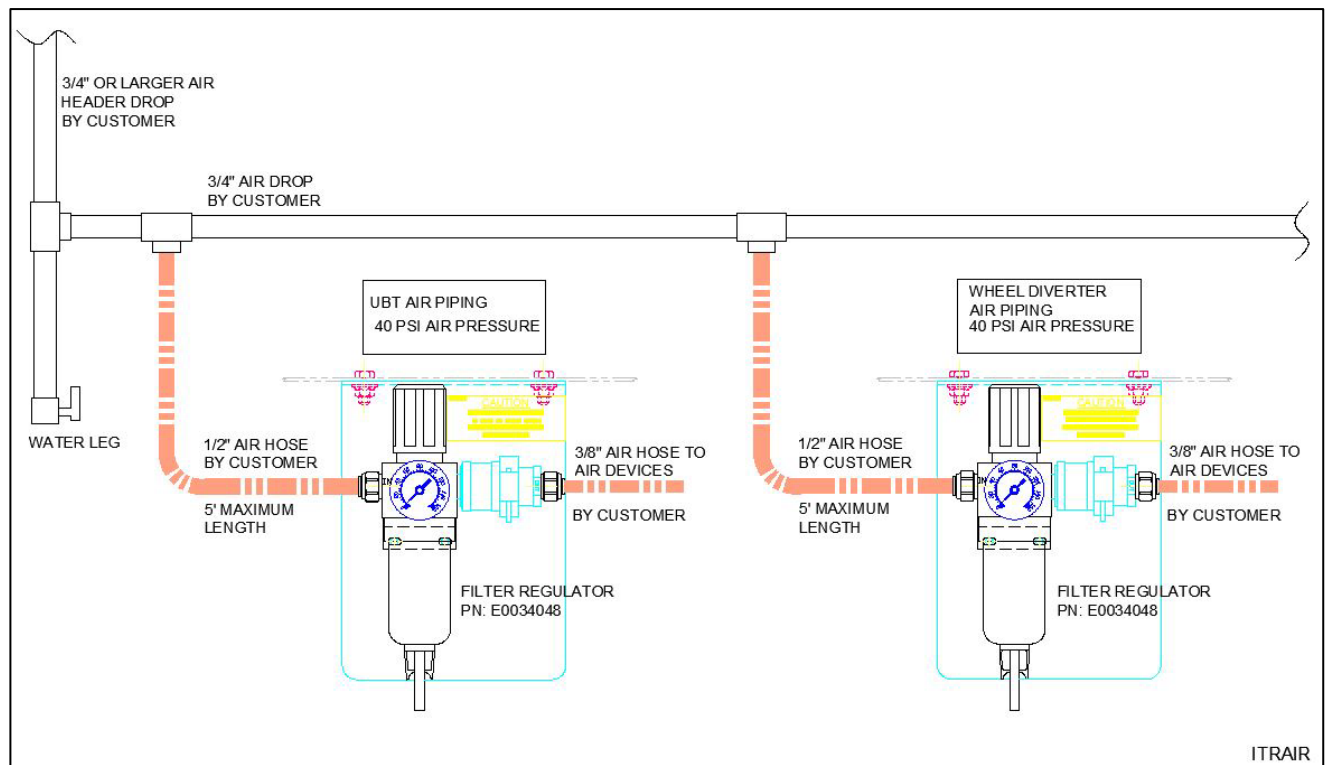 3/4" OR LARGER AIR
HEADER DROP
BY CUSTOMER
3/4" AIR DROP
BY CUSTOMER
UBT AIR PIPING
40 PSI AIR PRESSURE
WHEEL DIVERTER
AIR PIPING
40 PSI AIR PRESSURE
WATER LEG
1/2" AIR HOSE
BY CUSTOMER
5' MAXIMUM
LENGTH
IN
CAUTION
3/8" AIR HOSE TO
AIR DEVICES
BY CUSTOMER
FILTER REGULATOR
PN: E0034048
1/2" AIR HOSE
BY CUSTOMER
5' MAXIMUM
LENGTH
IN
CAUTION
3/8" AIR HOSE TO
AIR DEVICES
BY CUSTOMER
FILTER REGULATOR
PN: E0034048
ITRAIR